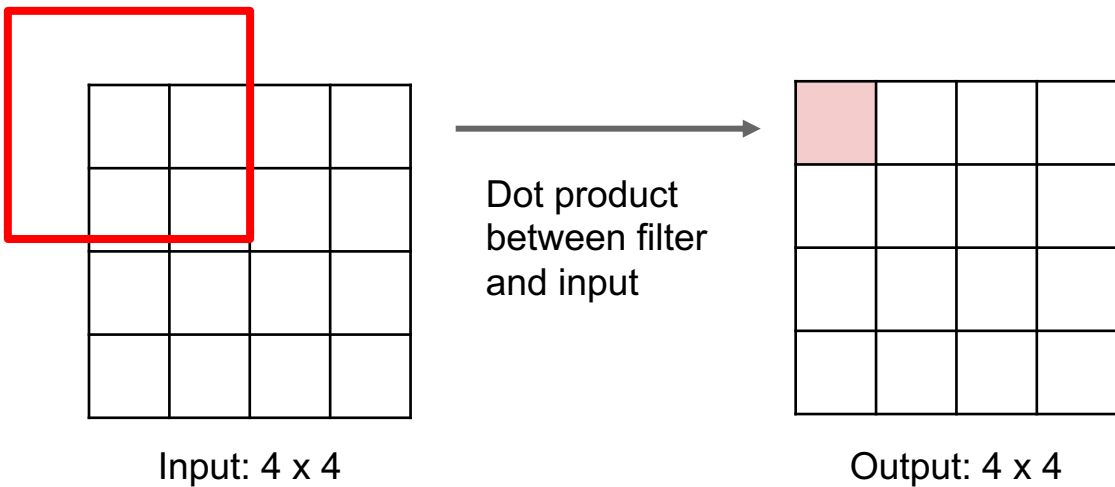 Dot product
between filter
and input
Input: 4 x 4
Output: 4 x 4